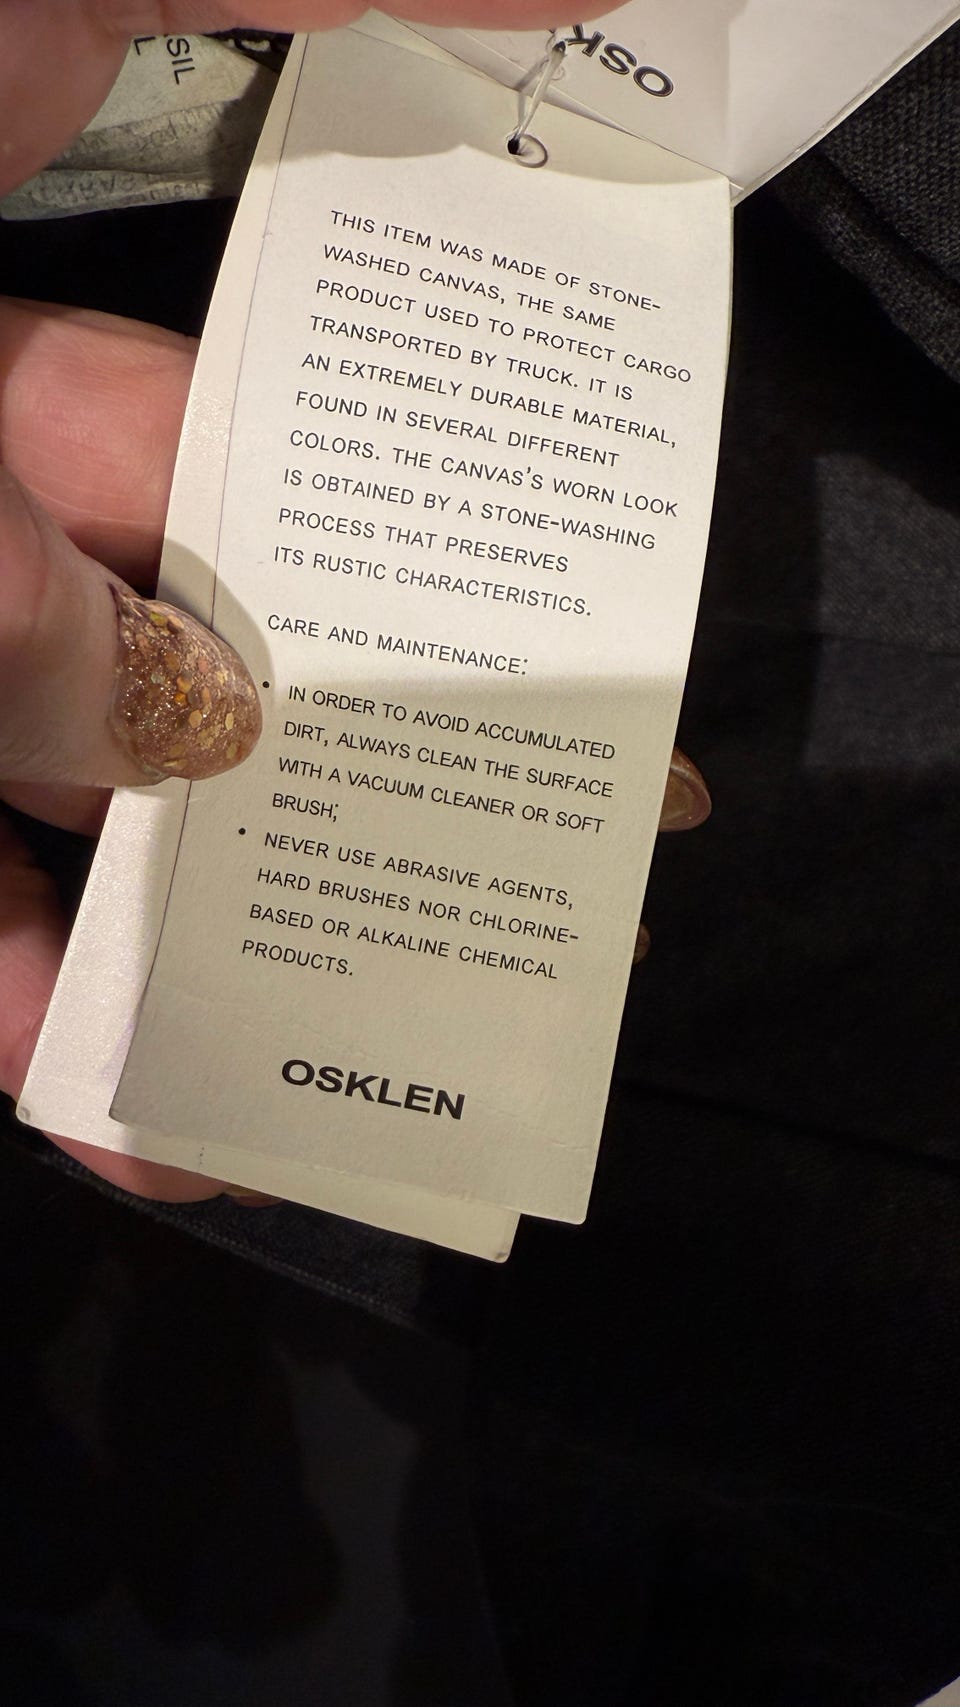 OSK
SIL
L
THIS ITEM WAS MADE OF STONE-
WASHED CANVAS, THE SAME
PRODUCT USED TO PROTECT CARGO
TRANSPORTED BY TRUCK. IT IS
AN EXTREMELY DURABLE MATERIAL,
FOUND IN SEVERAL DIFFERENT
COLORS. THE CANVAS'S WORN LOOK
IS OBTAINED BY A STONE-WASHING
PROCESS THAT PRESERVES
ITS RUSTIC CHARACTERISTICS.
CARE AND MAINTENANCE:
• IN ORDER TO AVOID ACCUMULATED
DIRT, ALWAYS CLEAN THE SURFACE
WITH A VACUUM CLEANER OR SOFT
BRUSH;
• NEVER USE ABRASIVE AGENTS,
HARD BRUSHES NOR CHLORINE-
BASED OR ALKALINE CHEMICAL
PRODUCTS.
OSKLEN